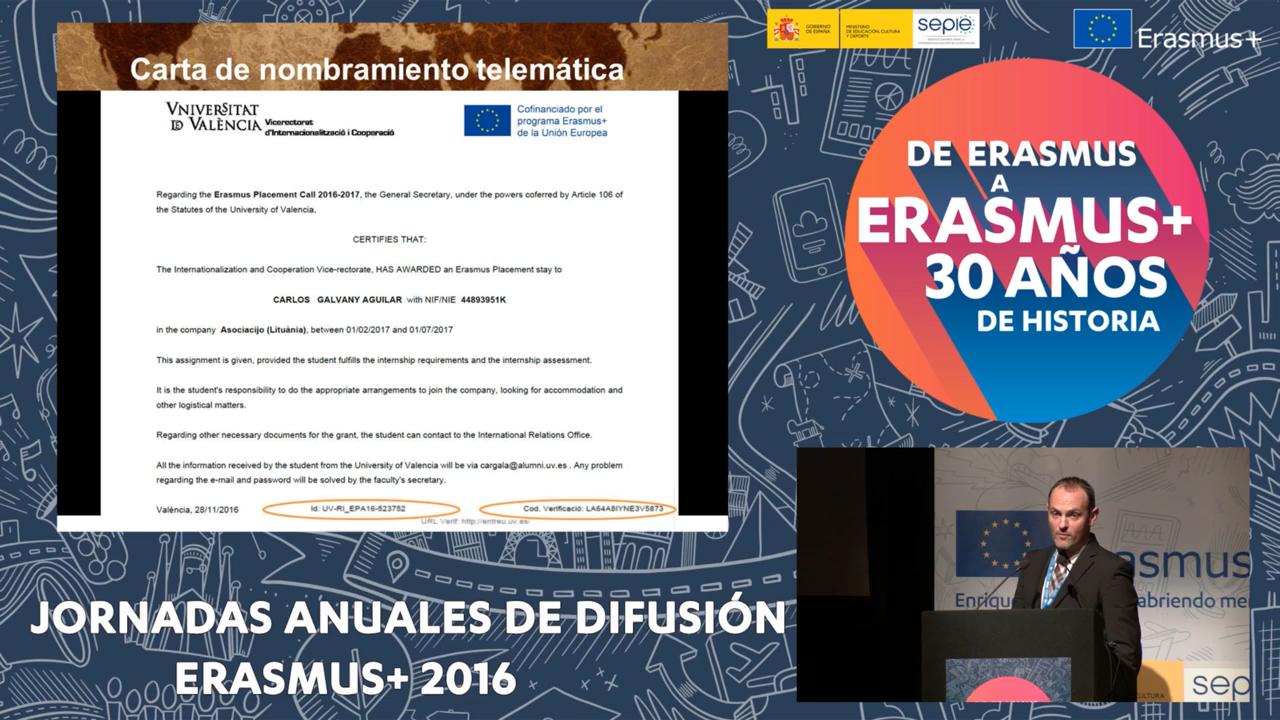 Carta de nombramiento telemática
VNIVERSITAT
D VALÈNCIA
Vicerectorat
d'Internacionalització i Cooperació
Cofinanciado por el
programa Erasmus+
de la Unión Europea
Regarding the Erasmus Placement Call 2016-2017, the General Secretary, under the powers coferred by Article 106 of
the Statutes of the University of Valencia,
CERTIFIES THAT:
The Internationalization and Cooperation Vice-rectorate, HAS AWARDED an Erasmus Placement stay to
CARLOS GALVANY AGUILAR with NIF/NIE 44893951K
in the company Asociacijo (Lituània), between 01/02/2017 and 01/07/2017
This assignment is given, provided the student fulfills the internship requirements and the internship assessment.
It is the student's responsibility to do the appropriate arrangements to join the company, looking for accommodation and
other logistical matters.
Regarding other necessary documents for the grant, the student can contact to the International Relations Office.
All the information received by the student from the University of Valencia will be via cargala@alumni.uv.es . Any problem
regarding the e-mail and password will be solved by the faculty's secretary.
València, 28/11/2016
Id: UV-RI_EPA16-523752
Cod. Verificació: LA64A8IYNE3V5873
URL Verif: http://entreu.uv.es/
GOBIERNO
DE ESPAÑA
MINISTERIO
DE EDUCACIÓN, CULTURA
Y DEPORTE
sepie
Erasmus+
DE ERASMUS
A
ERASMUS+
30 AÑOS
DE HISTORIA
asmus
Enriqu
abriendo me
CULTURA
sep
JORNADAS ANUALES DE DIFUSIÓN
ERASMUS+ 2016